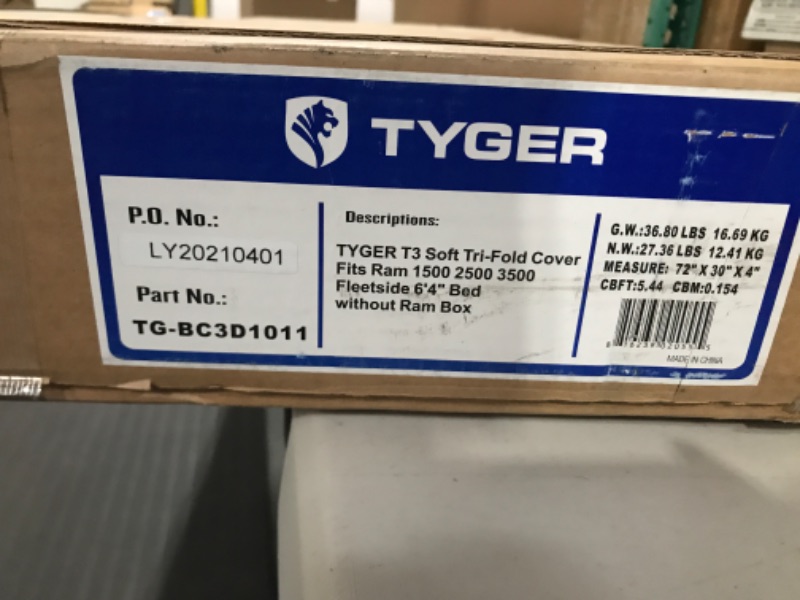 TYGER
P.O. No.:
LY20210401
Part No.:
TG-BC3D1011
Descriptions:
TYGER T3 Soft Tri-Fold Cover
Fits Ram 1500 2500 3500
Fleetside 6'4" Bed
without Ram Box
G.W.:36.80 LBS 16.69 KG
N.W.:27.36 LBS 12.41 KG
MEASURE: 72" X 30" X 4"
CBFT:5.44 CBM:0.154
MADE IN CHINA